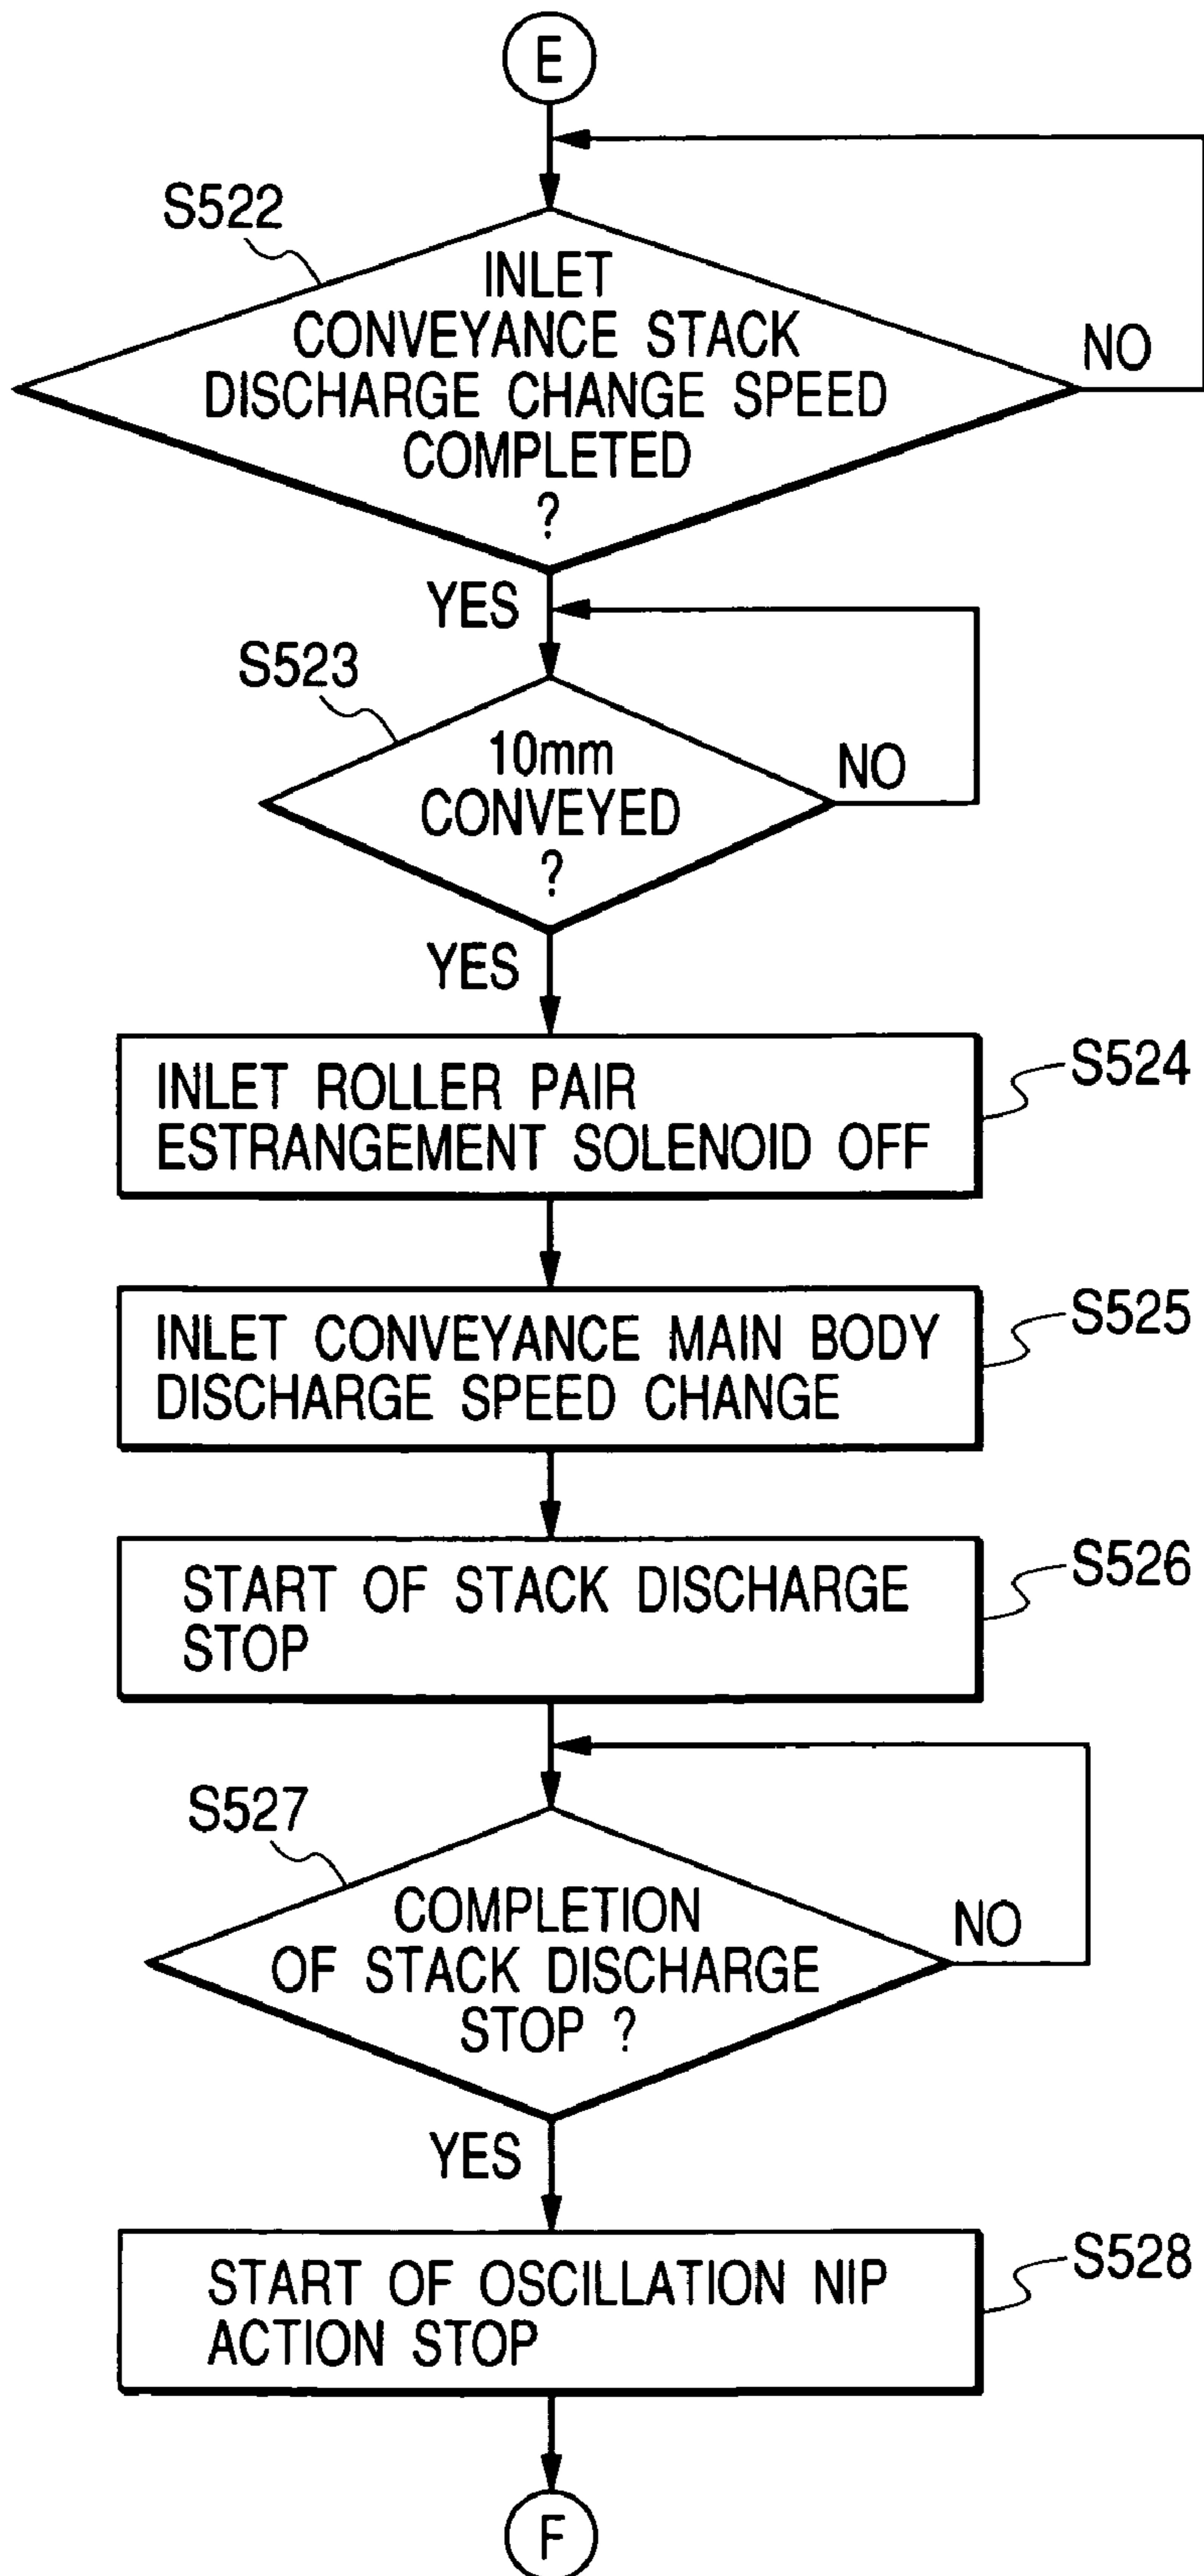 E
S522
INLET
CONVEYANCE STACK
DISCHARGE CHANGE SPEED
COMPLETED
?
NO
YES
S523
10mm
CONVEYED
?
NO
YES
INLET ROLLER PAIR
ESTRANGEMENT SOLENOID OFF
S524
INLET CONVEYANCE MAIN BODY
DISCHARGE SPEED CHANGE
S525
START OF STACK DISCHARGE
STOP
S526
S527
COMPLETION
OF STACK DISCHARGE
STOP ?
NO
YES
START OF OSCILLATION NIP
ACTION STOP
S528
F